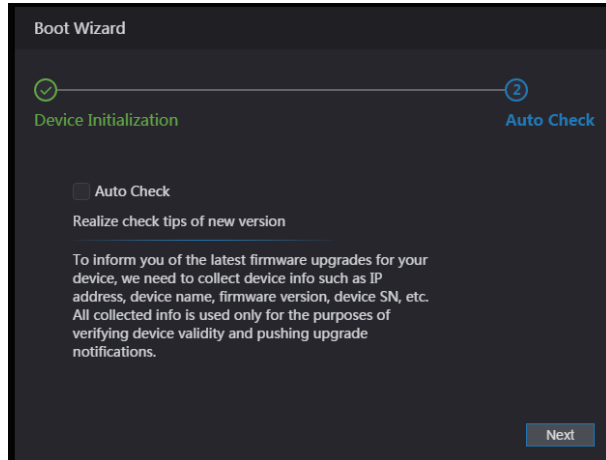 Boot Wizard
2
Device Initialization
Auto Check
Auto Check
Realize check tips of new version
To inform you of the latest firmware upgrades for your
device, we need to collect device info such as IP
address, device name, firmware version, device SN, etc.
All collected info is used only for the purposes of
verifying device validity and pushing upgrade
notifications.
Next